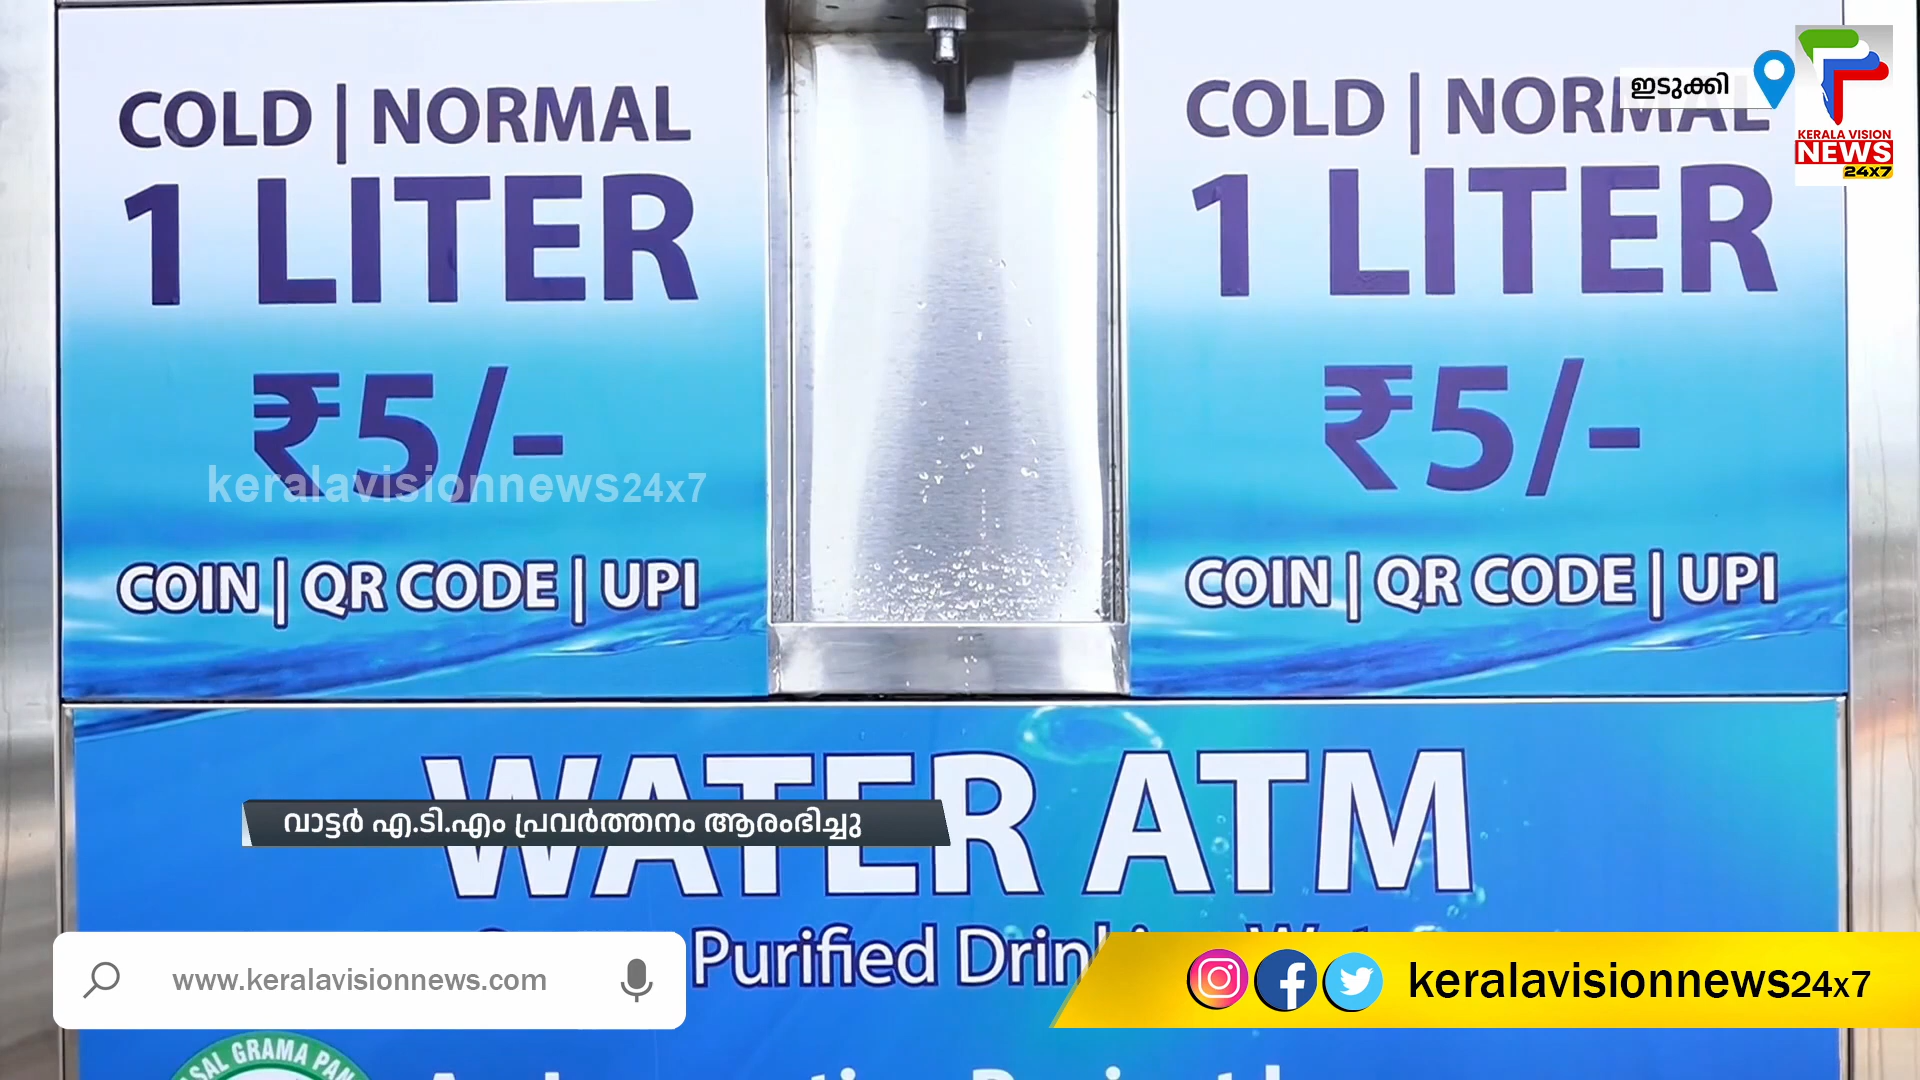 COLD | NORMAL
1 LITER
₹5/-
COIN | QR CODE | UPI
COLD | NORMAL
1 LITER
₹5/-
COIN | QR CODE | UPI
ഇടുക്കി
KERALA VISION
NEWS
24x7
keralavisionnews24x7
WATER ATM
വാട്ടർ എ.ടി.എം പ്രവർത്തനം ആരംഭിച്ചു
Purified
www.keralavisionnews.com
keralavisionnews24x7
GRAMA